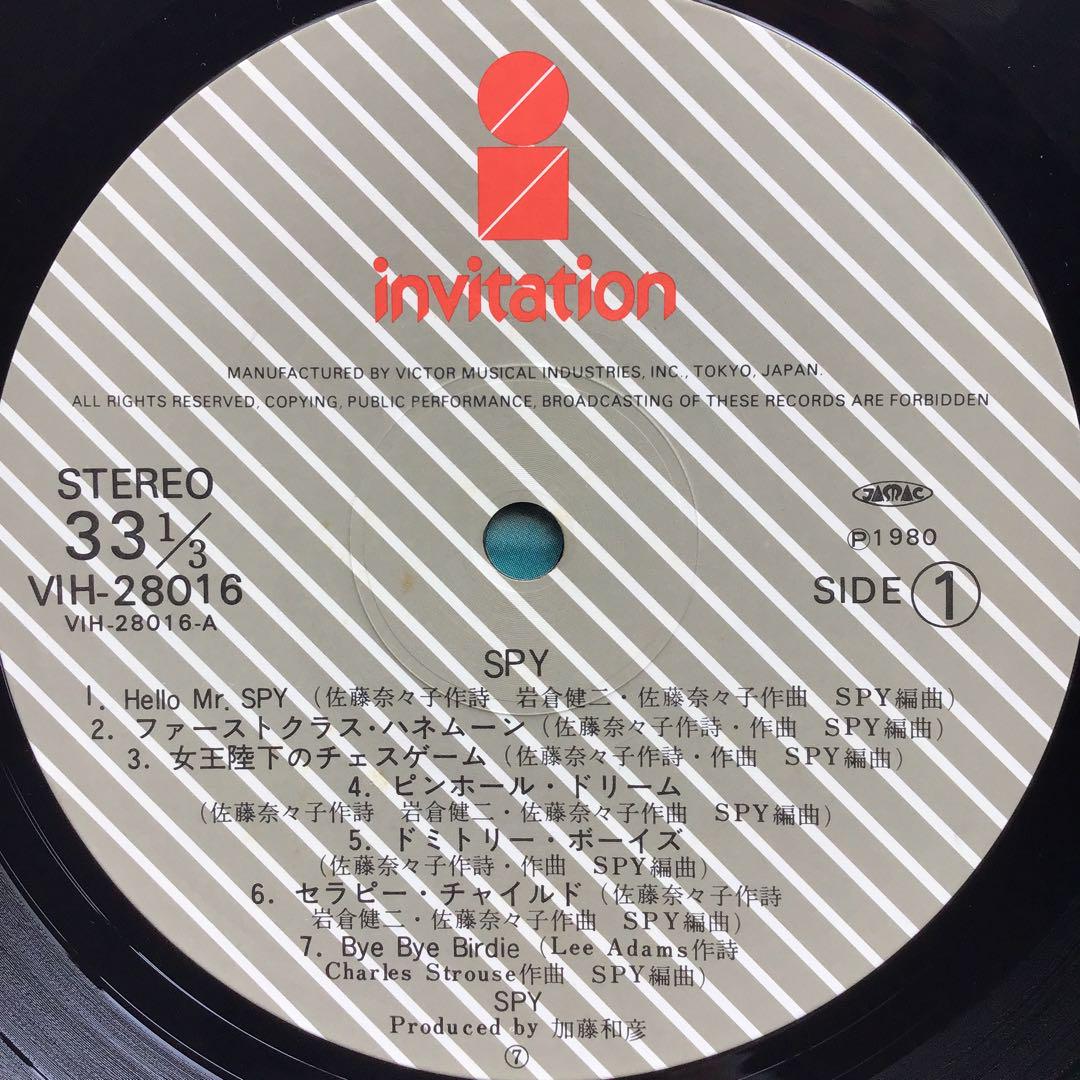 invitation
MANUFACTURED BY VICTOR MUSICAL INDUSTRIES, INC., TOKYO, JAPAN.
ALL RIGHTS RESERVED, COPYING, PUBLIC PERFORMANCE, BROADCASTING OF THESE RECORDS ARE FORBIDDEN
STEREO
33 1/3
VIH-28016
VIH-28016-A
JASRAC
Ⓟ1980
SIDE ①
SPY
1. Hello Mr. SPY (佐藤奈々子作詩 岩倉健二・佐藤奈々子作曲 SPY編曲)
2. ファーストクラス・ハネムーン (佐藤奈々子作詩・作曲 SPY編曲)
3. 女王陸下のチェスゲーム (佐藤奈々子作詩・作曲 SPY編曲)
4. ピンホール・ドリーム
(佐藤奈々子作詩 岩倉健二・佐藤奈々子作曲 SPY編曲)
5. ドミトリー・ボーイズ
(佐藤奈々子作詩・作曲 SPY編曲)
6. セラピー・チャイルド (佐藤奈々子作詩
岩倉健二・佐藤奈々子作曲 SPY編曲)
7. Bye Bye Birdie (Lee Adams作詩
Charles Strouse作曲 SPY編曲)
SPY
Produced by 加藤和彦
⑦